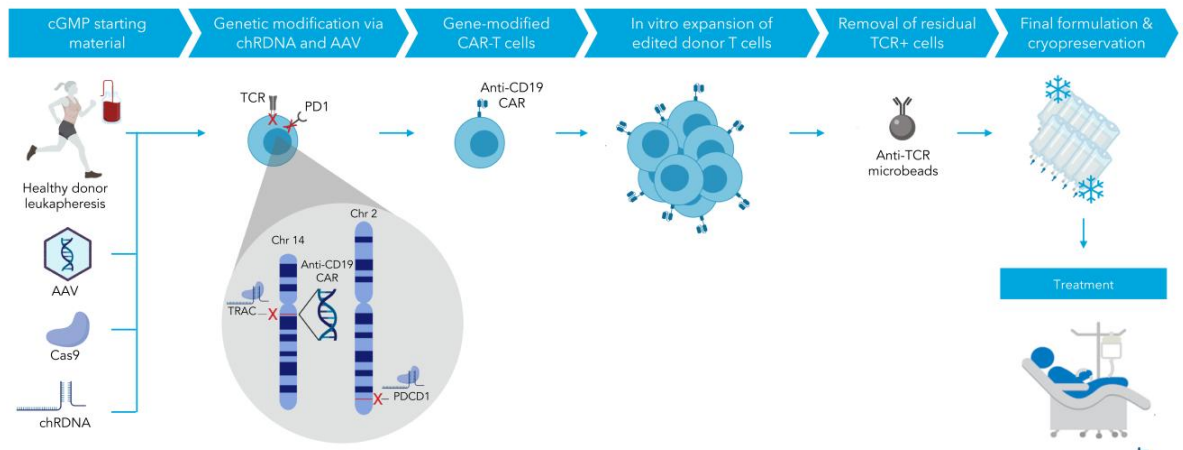 cGMP starting
material
Genetic modification via
chRDNA and AAV
Gene-modified
CAR-T cells
In vitro expansion of
edited donor T cells
Removal of residual
TCR+ cells
Final formulation &
cryopreservation
Healthy donor
leukapheresis
AAV
Cas9
chRDNA
TCR
PD1
Chr 2
Chr 14
Anti-CD19
CAR
TRAC
X
X
PDCD1
Anti-CD19
CAR
Anti-TCR
microbeads
Treatment